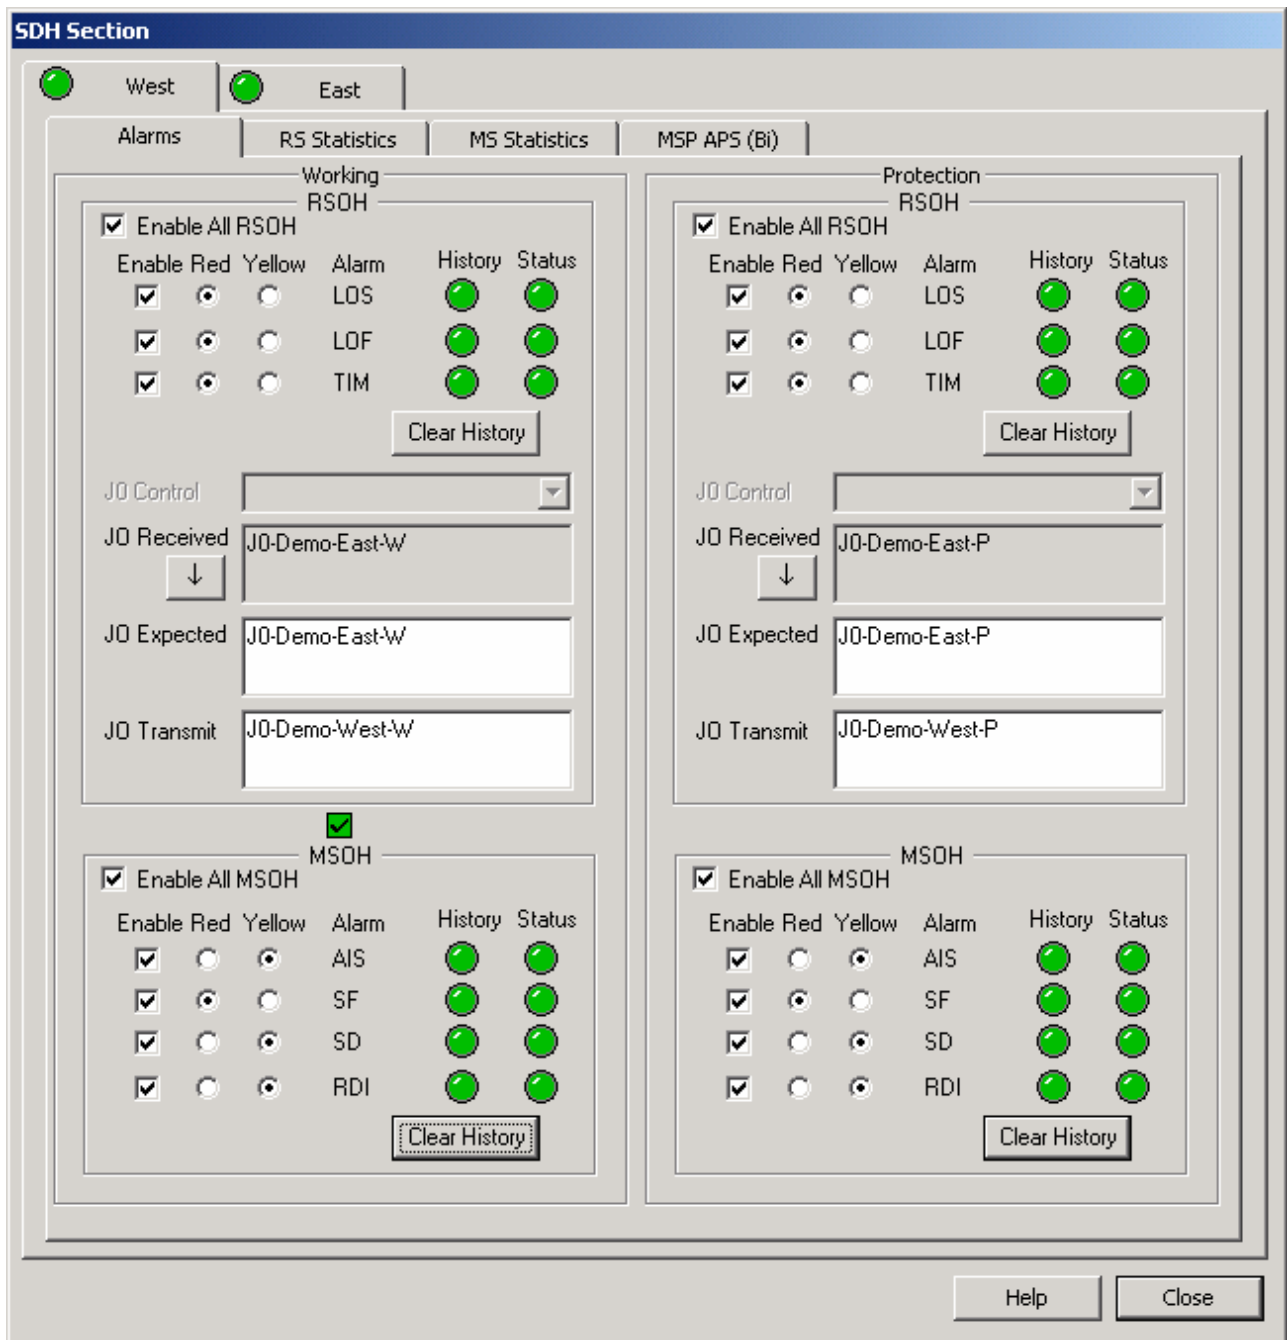 SDH Section
West East
Alarms RS Statistics MS Statistics MSP APS (Bi)
Working
RSOH
Enable All RSOH
Enable Red Yellow Alarm History Status
LOS
LOF
TIM
Clear History
J0 Control
J0 Received J0-Demo-East-W
↓
J0 Expected J0-Demo-East-W
J0 Transmit J0-Demo-West-W
MSOH
Enable All MSOH
Enable Red Yellow Alarm History Status
AIS
SF
SD
RDI
Clear History
Protection
RSOH
Enable All RSOH
Enable Red Yellow Alarm History Status
LOS
LOF
TIM
Clear History
J0 Control
J0 Received J0-Demo-East-P
↓
J0 Expected J0-Demo-East-P
J0 Transmit J0-Demo-West-P
MSOH
Enable All MSOH
Enable Red Yellow Alarm History Status
AIS
SF
SD
RDI
Clear History
Help Close